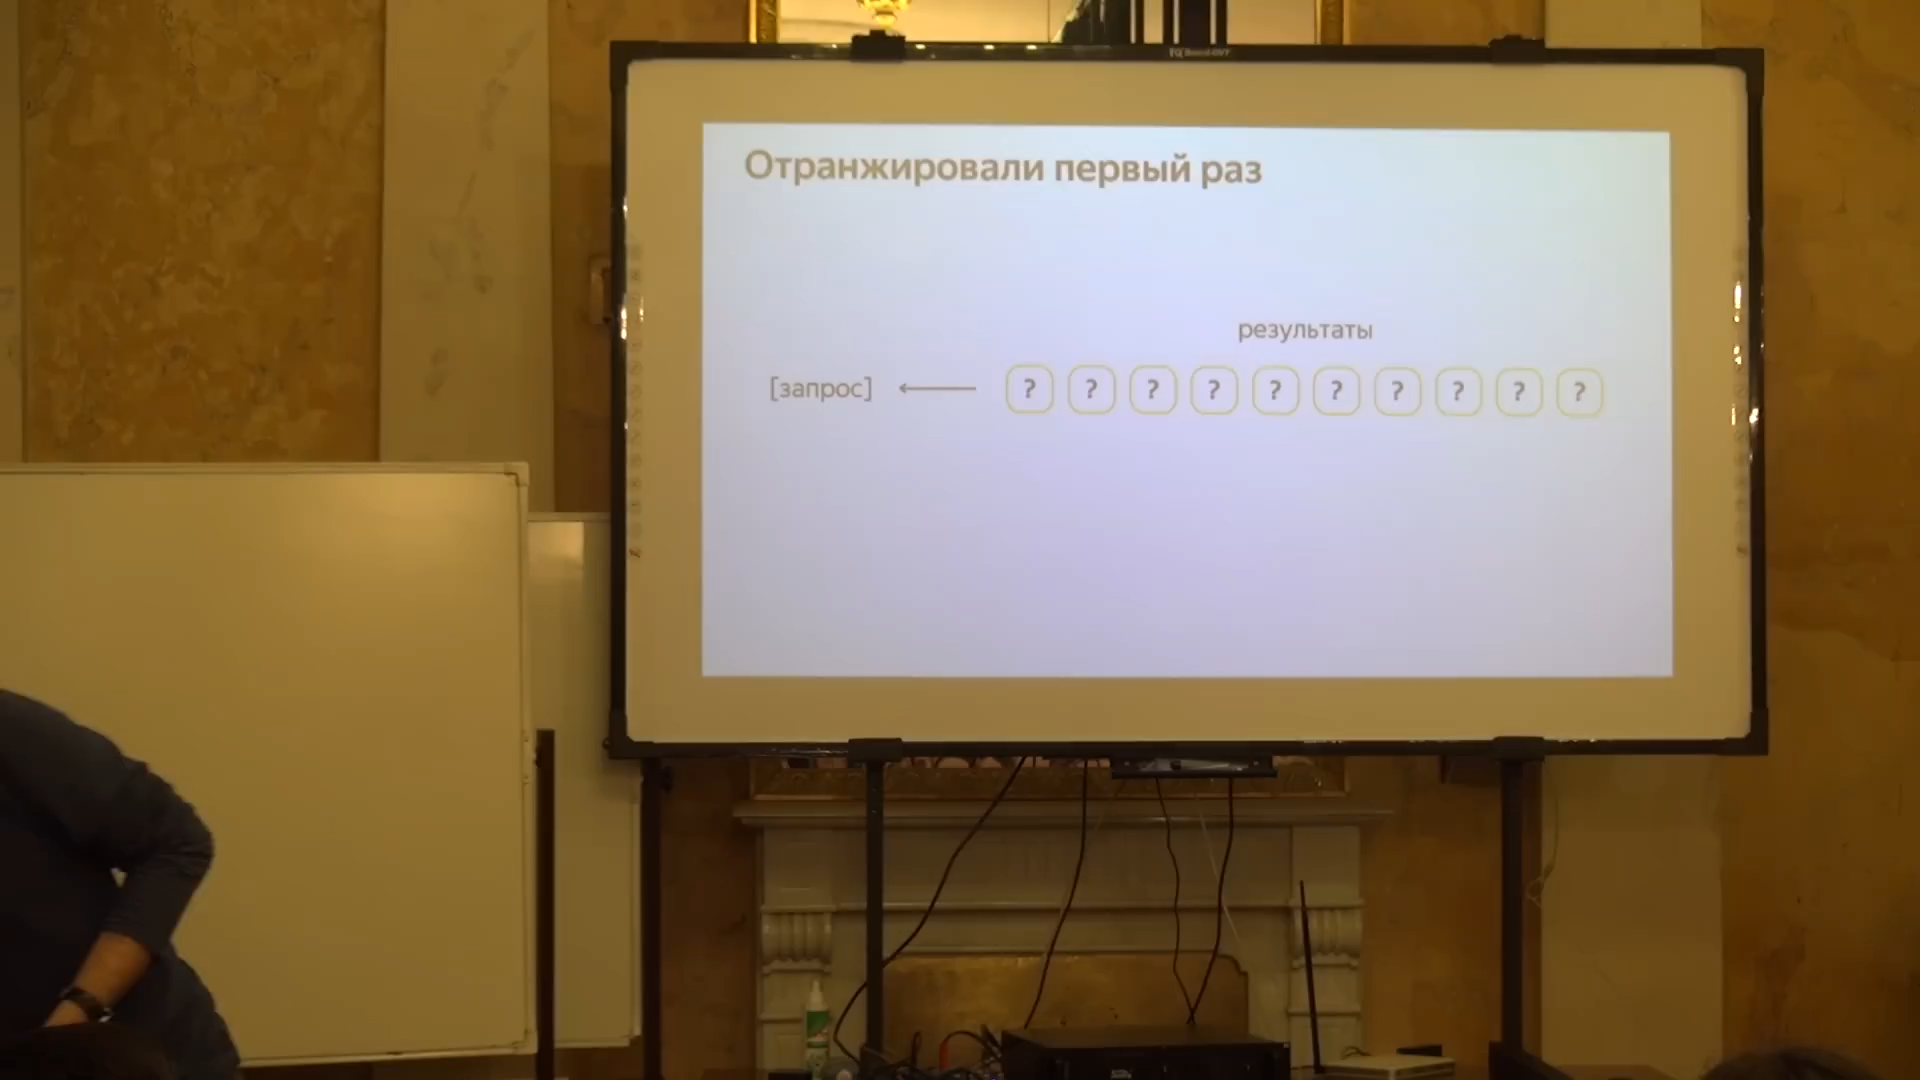 Отранжировали первый раз
результаты
[запрос] ← ? ? ? ? ? ? ? ? ? ?